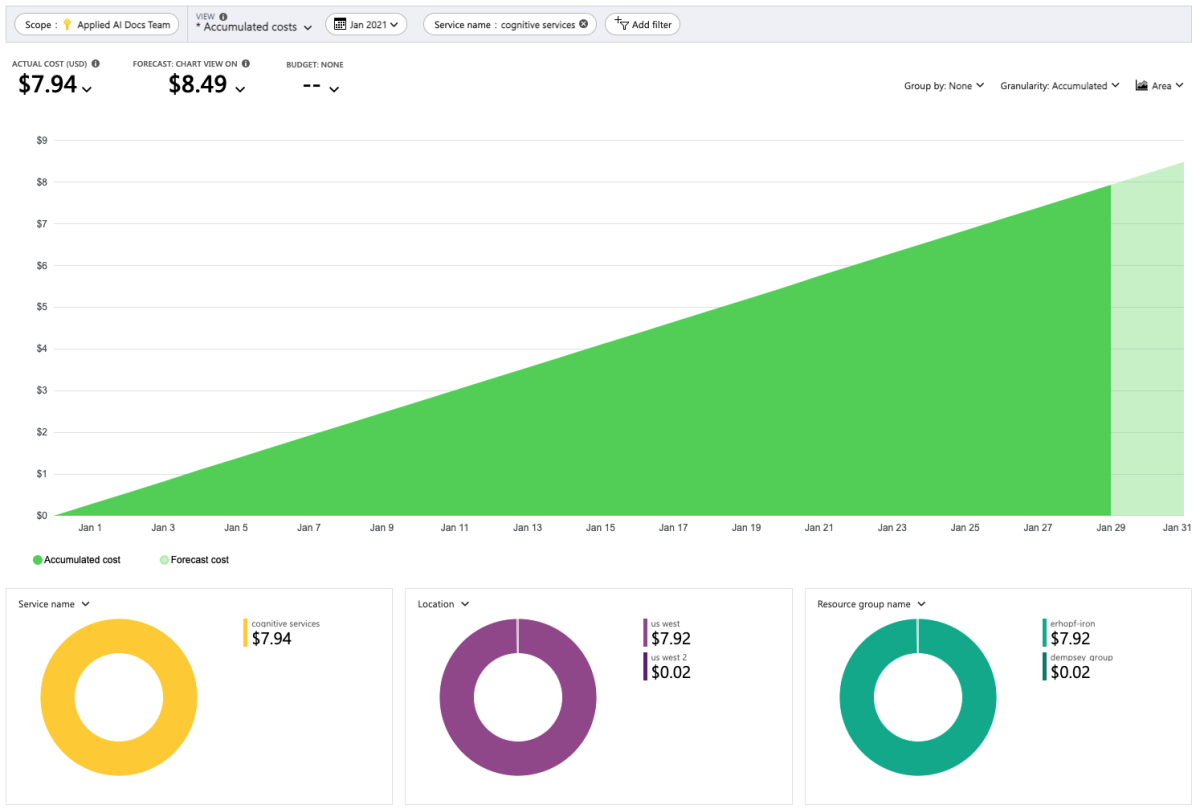 Scope : Applied AI Docs Team
VIEW
* Accumulated costs
Jan 2021
Service name : cognitive services
Add filter
ACTUAL COST (USD)
$7.94
FORECAST: CHART VIEW ON
$8.49
BUDGET: NONE
--
Group by: None
Granularity: Accumulated
Area
$9
$8
$7
$6
$5
$4
$3
$2
$1
$0
Jan 1 Jan 3 Jan 5 Jan 7 Jan 9 Jan 11 Jan 13 Jan 15 Jan 17 Jan 19 Jan 21 Jan 23 Jan 25 Jan 27 Jan 29 Jan 31
Accumulated cost Forecast cost
Service name
cognitive services
$7.94
Location
us west
$7.92
us west 2
$0.02
Resource group name
erhopf-iron
$7.92
dempsey_group
$0.02